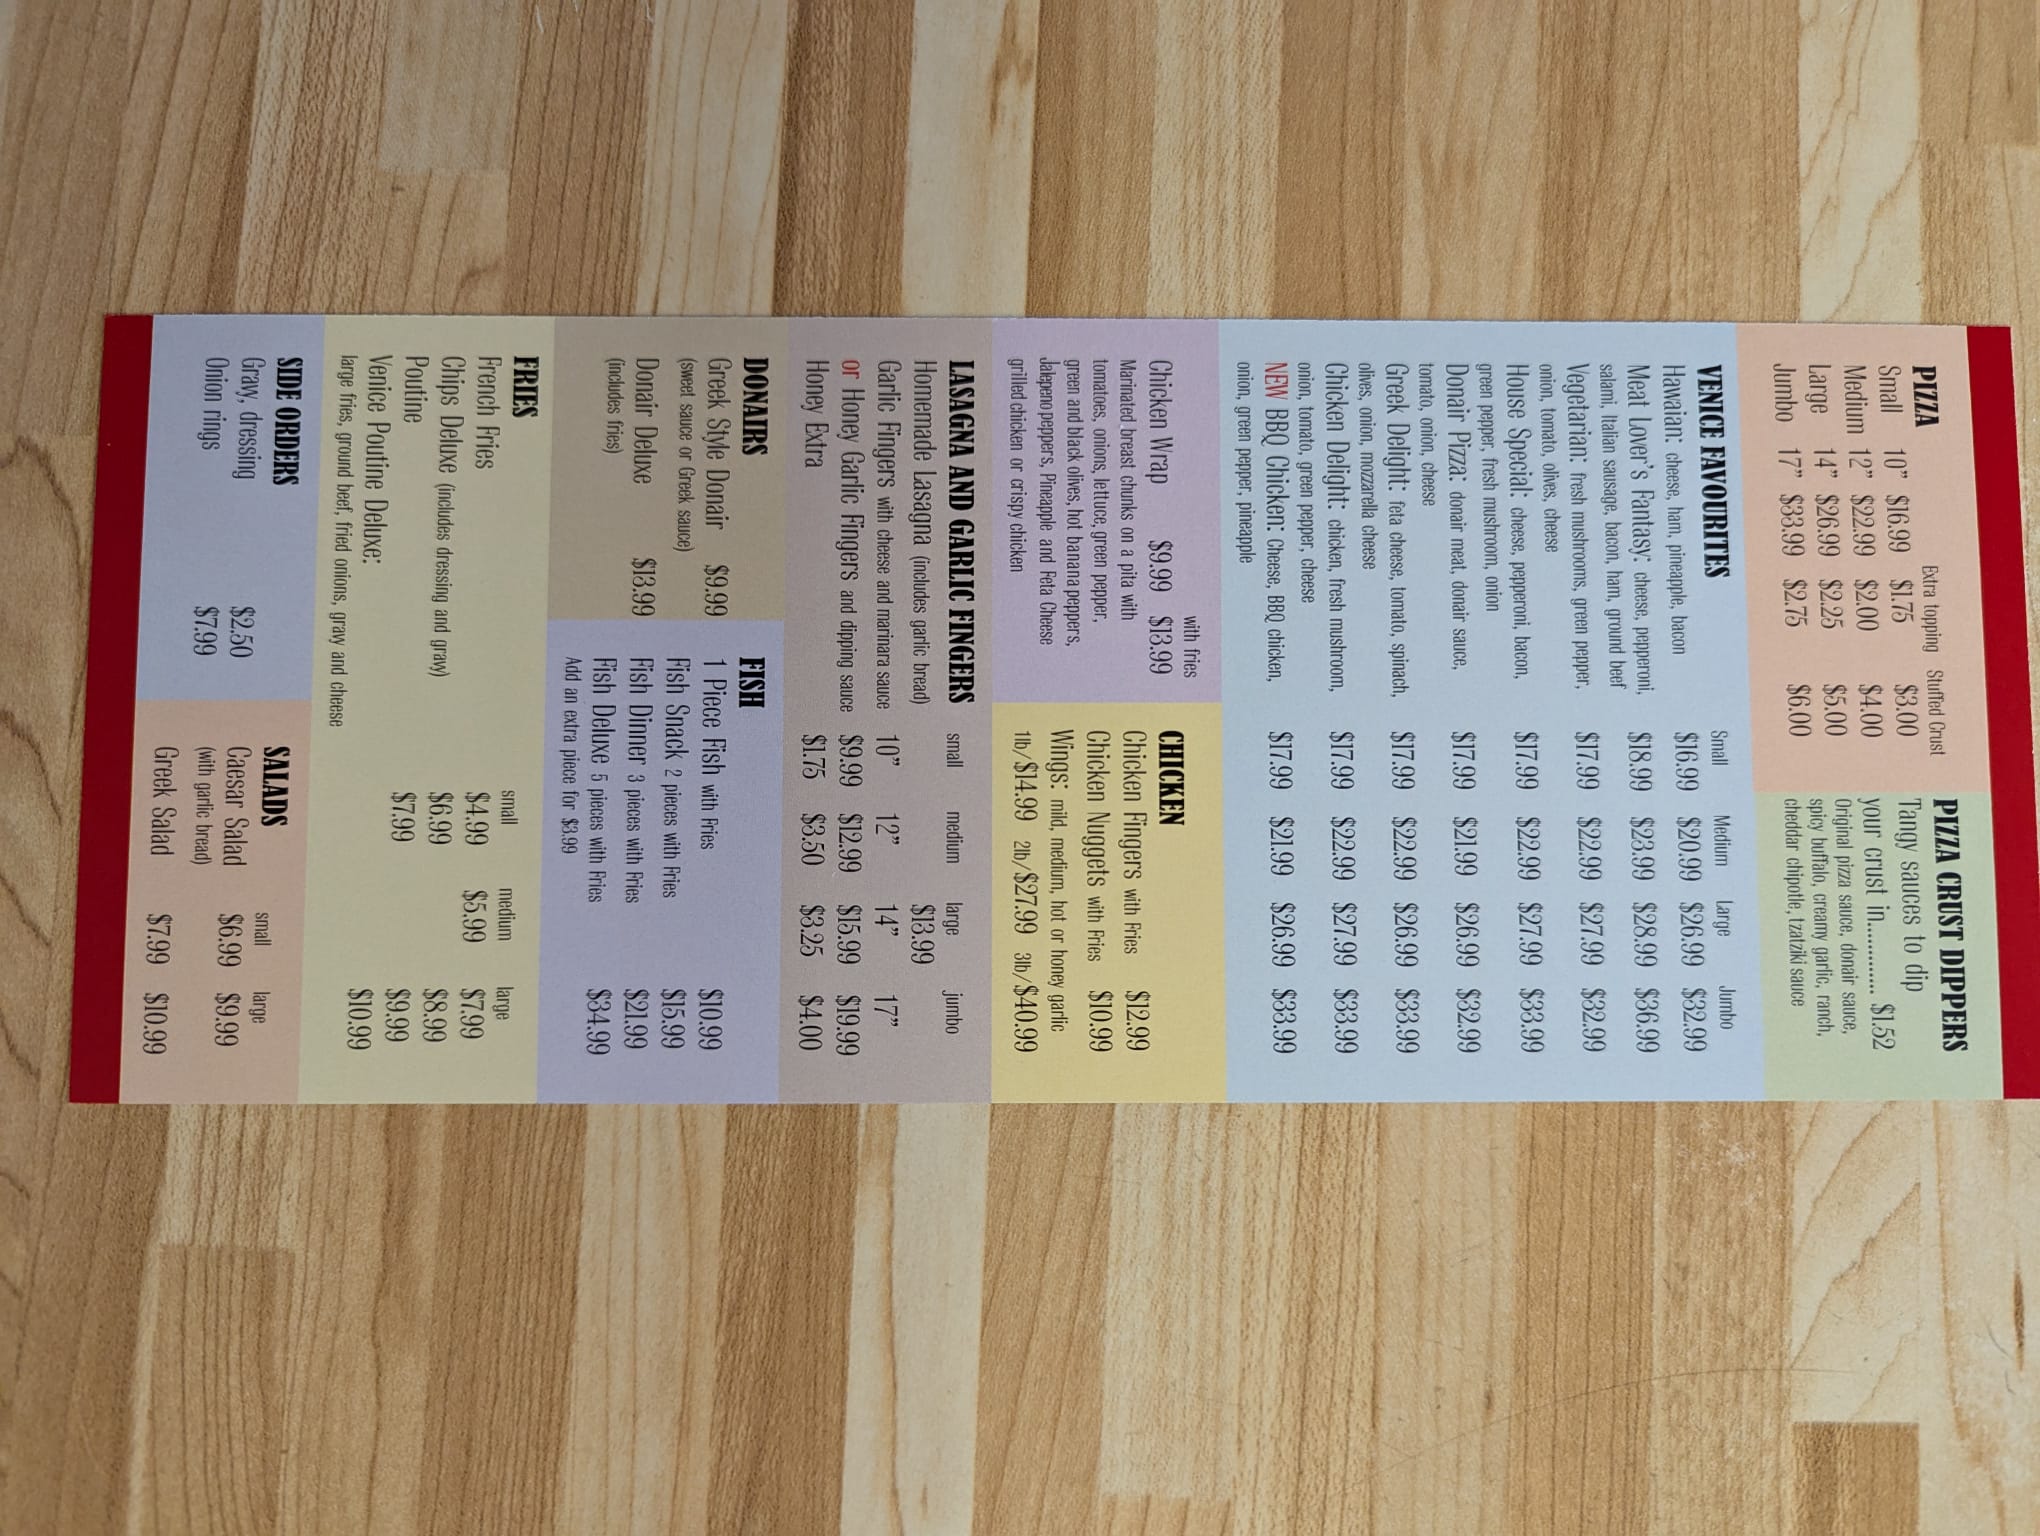 PIZZA
Extra topping Stuffed Crust
Small 10” $16.99 $1.75 $3.00
Medium 12” $22.99 $2.00 $4.00
Large 14” $26.99 $2.25 $5.00
Jumbo 17” $33.99 $2.75 $6.00
PIZZA CRUST DIPPERS
Tangy sauces to dip
your crust in............ $1.52
Original pizza sauce, donair sauce,
spicy buffalo, creamy garlic, ranch,
cheddar chipotle, tzatziki sauce
VENICE FAVOURITES
Small Medium Large Jumbo
Hawaiian: cheese, ham, pineapple, bacon $16.99 $20.99 $26.99 $32.99
Meat Lover's Fantasy: cheese, pepperoni, $18.99 $23.99 $28.99 $36.99
salami, Italian sausage, bacon, ham, ground beef
Vegetarian: fresh mushrooms, green pepper, $17.99 $22.99 $27.99 $32.99
onion, tomato, olives, cheese
House Special: cheese, pepperoni, bacon, $17.99 $22.99 $27.99 $33.99
green pepper, fresh mushroom, onion
Donair Pizza: donair meat, donair sauce, $17.99 $21.99 $26.99 $32.99
tomato, onion, cheese
Greek Delight: feta cheese, tomato, spinach, $17.99 $22.99 $26.99 $33.99
olives, onion, mozzarella cheese
Chicken Delight: chicken, fresh mushroom, $17.99 $22.99 $27.99 $33.99
onion, tomato, green pepper, cheese
NEW BBQ Chicken: Cheese, BBQ chicken, $17.99 $21.99 $26.99 $33.99
onion, green pepper, pineapple
with fries
Chicken Wrap $9.99 $13.99
Marinated breast chunks on a pita with
tomatoes, onions, lettuce, green pepper,
green and black olives, hot banana peppers,
Jalepeno peppers, Pineapple and Feta Cheese
grilled chicken or crispy chicken
CHICKEN
Chicken Fingers with Fries $12.99
Chicken Nuggets with Fries $10.99
Wings: mild, medium, hot or honey garlic
1lb/$14.99 2lb/$27.99 3lb/$40.99
LASAGNA AND GARLIC FINGERS
small medium large jumbo
Homemade Lasagna (includes garlic bread) $13.99
Garlic Fingers with cheese and marinara sauce 10” 12” 14” 17”
or Honey Garlic Fingers and dipping sauce $9.99 $12.99 $15.99 $19.99
Honey Extra $1.75 $3.50 $3.25 $4.00
DONAIRS
Greek Style Donair $9.99
(sweet sauce or Greek sauce)
Donair Deluxe $13.99
(includes fries)
FISH
1 Piece Fish with Fries $10.99
Fish Snack 2 pieces with Fries $15.99
Fish Dinner 3 pieces with Fries $21.99
Fish Deluxe 5 pieces with Fries $34.99
Add an extra piece for $3.99
FRIES
small medium large
French Fries $4.99 $5.99 $7.99
Chips Deluxe (includes dressing and gravy) $6.99 $8.99
Poutine $7.99 $9.99
Venice Poutine Deluxe: $10.99
large fries, ground beef, fried onions, gravy and cheese
SIDE ORDERS
Gravy, dressing $2.50
Onion rings $7.99
SALADS
small large
Caesar Salad $6.99 $9.99
(with garlic bread)
Greek Salad $7.99 $10.99